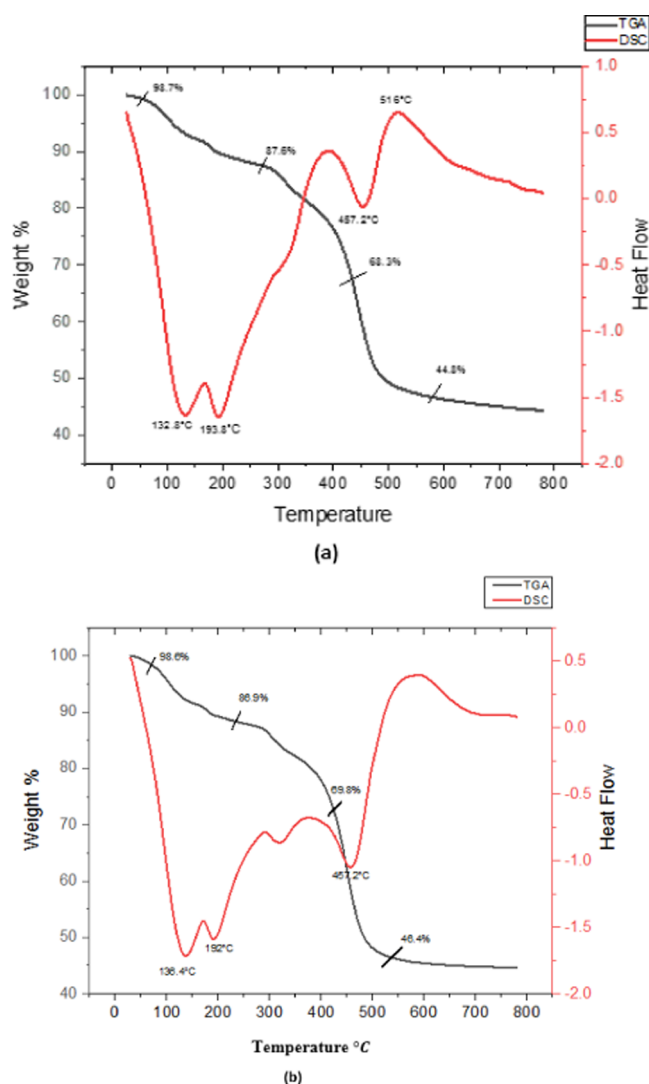 TGA
DSC
98.7%
516°C
87.6%
457.2°C
68.3%
44.8%
132.8°C
193.8°C
100
90
80
70
60
50
40
Weight %
1.0
0.5
0.0
-0.5
-1.0
-1.5
-2.0
Heat Flow
0 100 200 300 400 500 600 700 800
Temperature
(a)
TGA
DSC
98.6%
86.9%
69.8%
457.2°C
46.4%
192°C
136.4°C
100
90
80
70
60
50
40
Weight %
0.5
0.0
-0.5
-1.0
-1.5
-2.0
Heat Flow
0 100 200 300 400 500 600 700 800
Temperature °C
(b)